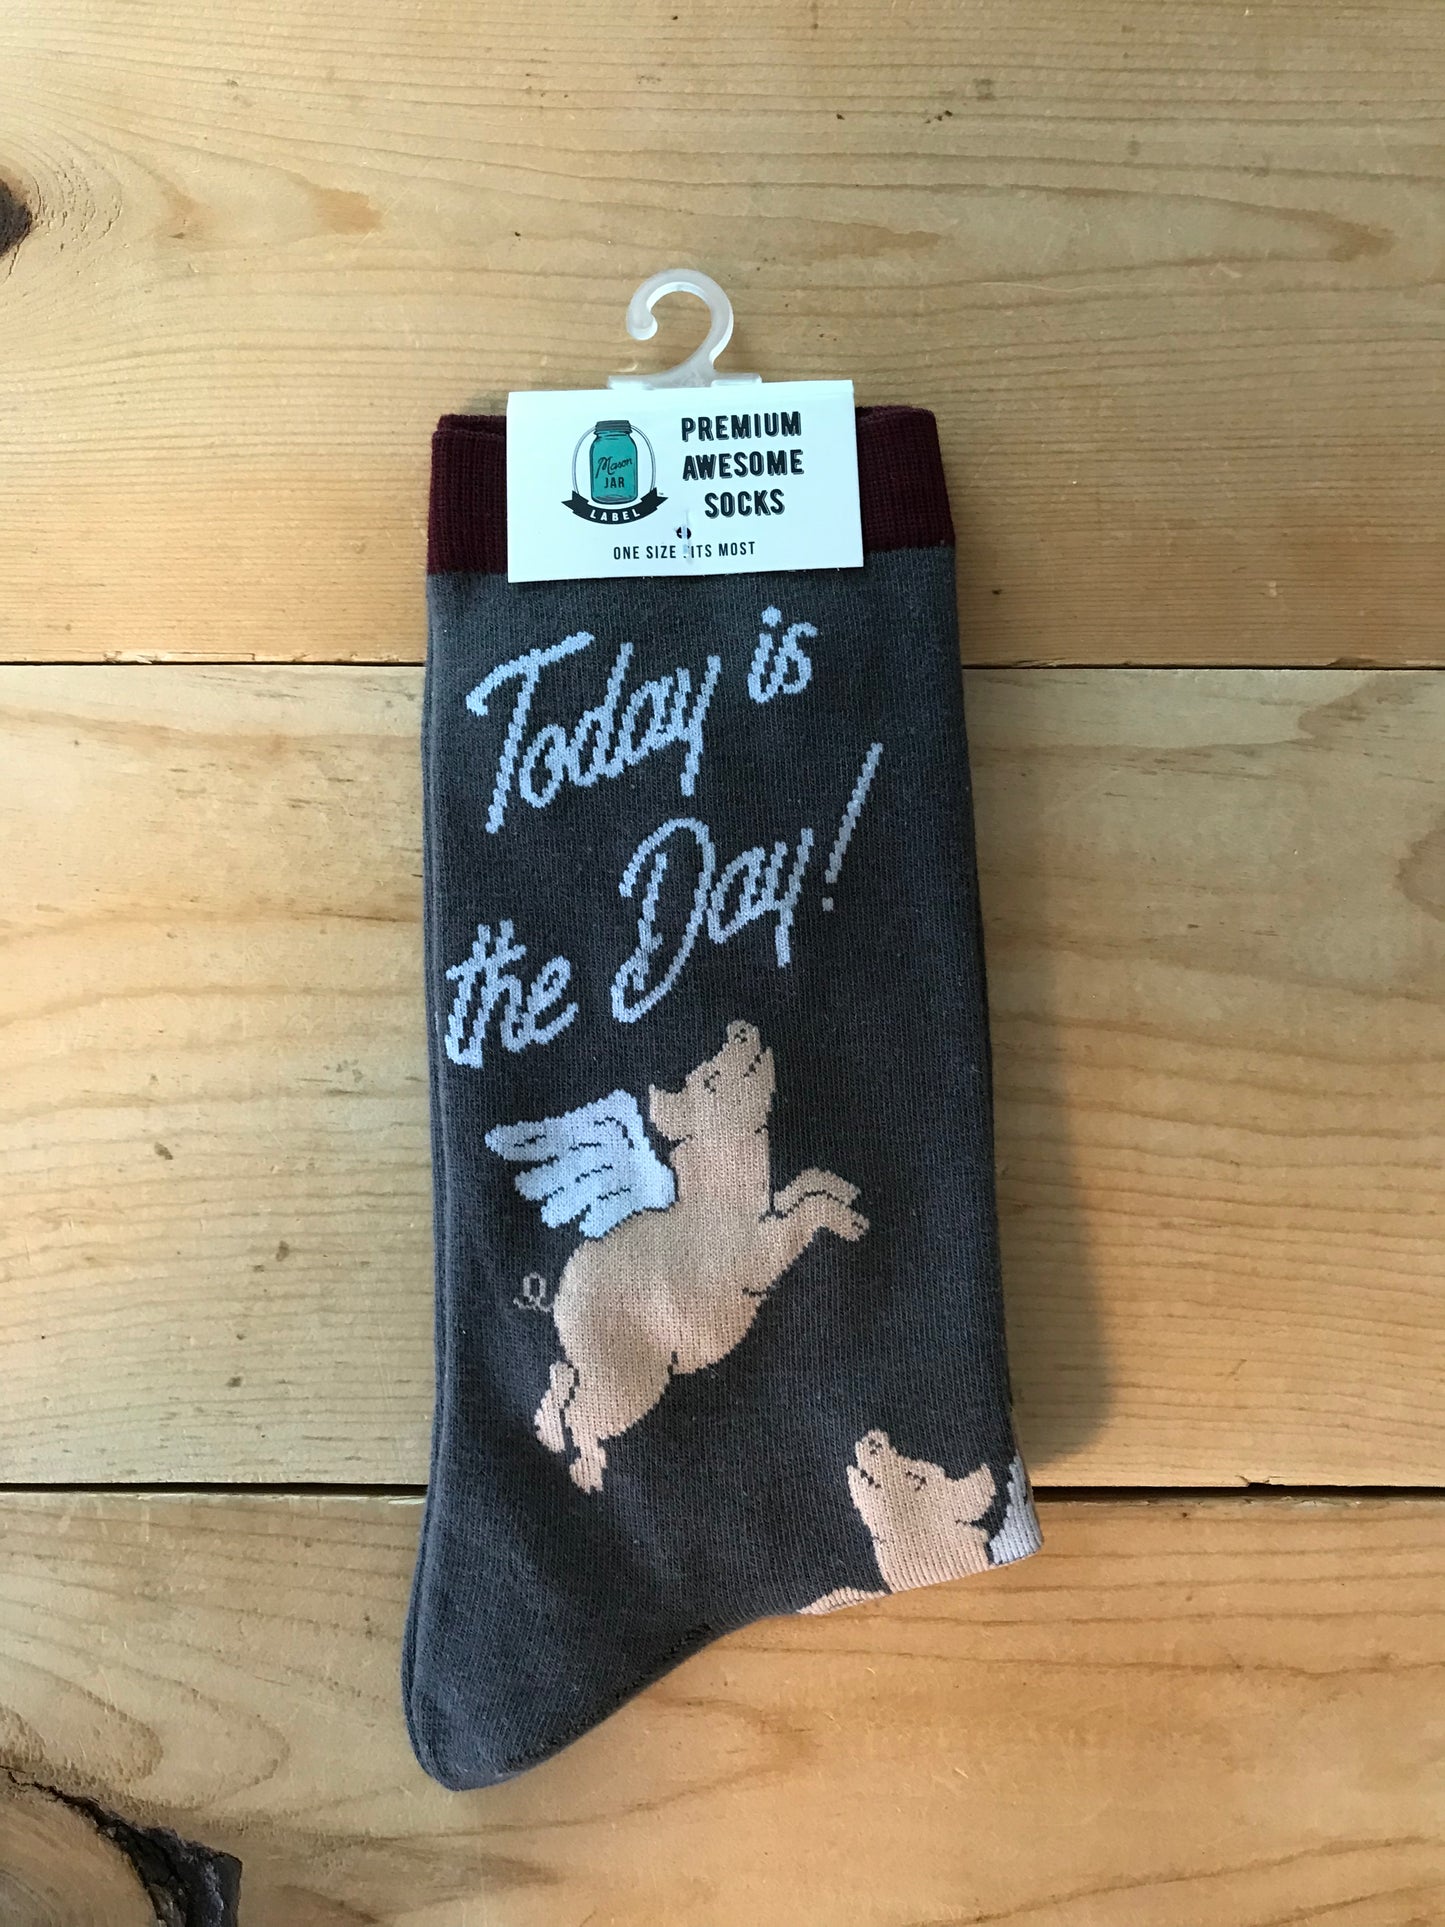 Mason
JAR
LABEL
PREMIUM
AWESOME
SOCKS
ONE SIZE FITS MOST
Today is
the Day!